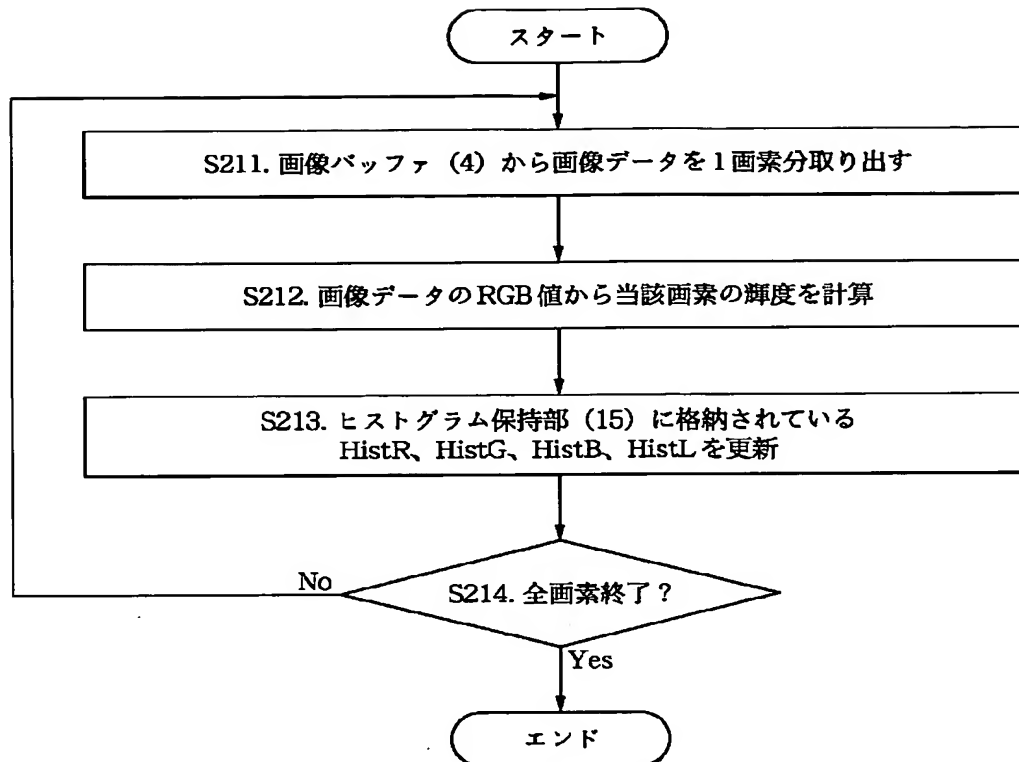 スタート
S211. 画像バッファ（4）から画像データを1画素分取り出す
S212. 画像データのRGB値から当該画素の輝度を計算
S213. ヒストグラム保持部（15）に格納されている
HistR、HistG、HistB、HistLを更新
No
S214. 全画素終了？
Yes
エンド